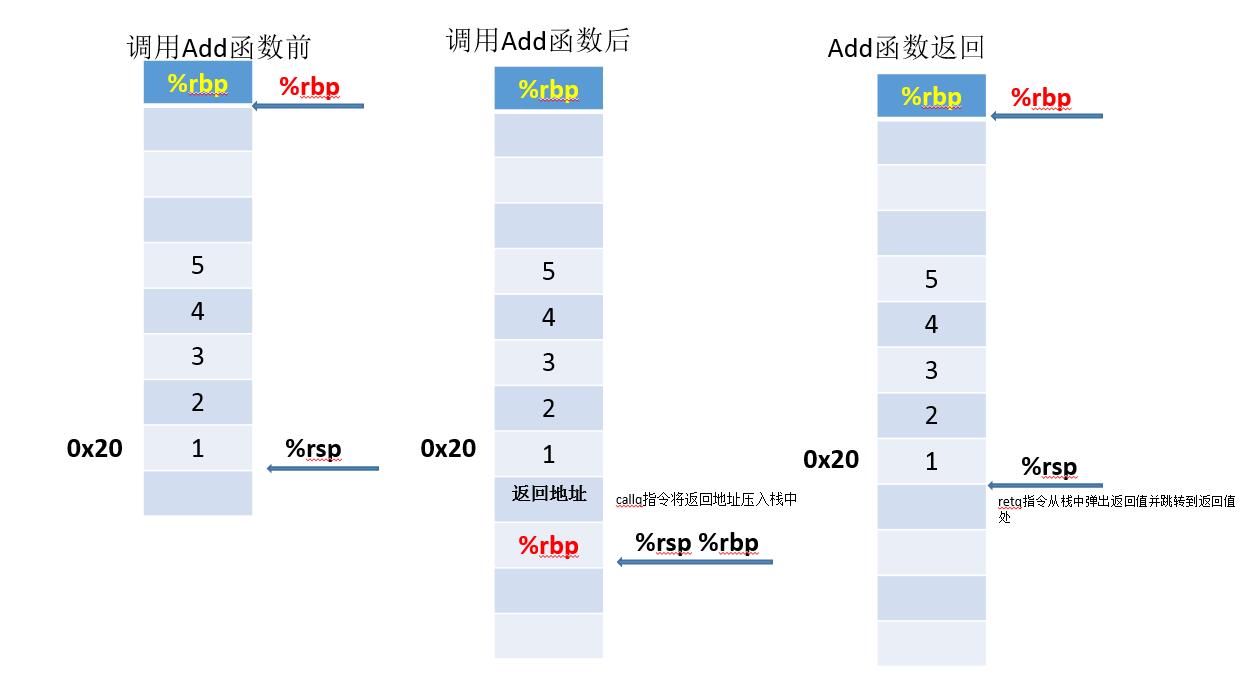 调用Add函数前
%rbp
%rbp
5
4
3
2
0x20
1
%rsp
调用Add函数后
%rbp
5
4
3
2
0x20
1
返回地址
callq指令将返回地址压入栈中
%rbp
%rsp %rbp
Add函数返回
%rbp
%rbp
5
4
3
2
0x20
1
%rsp
retq指令从栈中弹出返回值并跳转到返回值
处